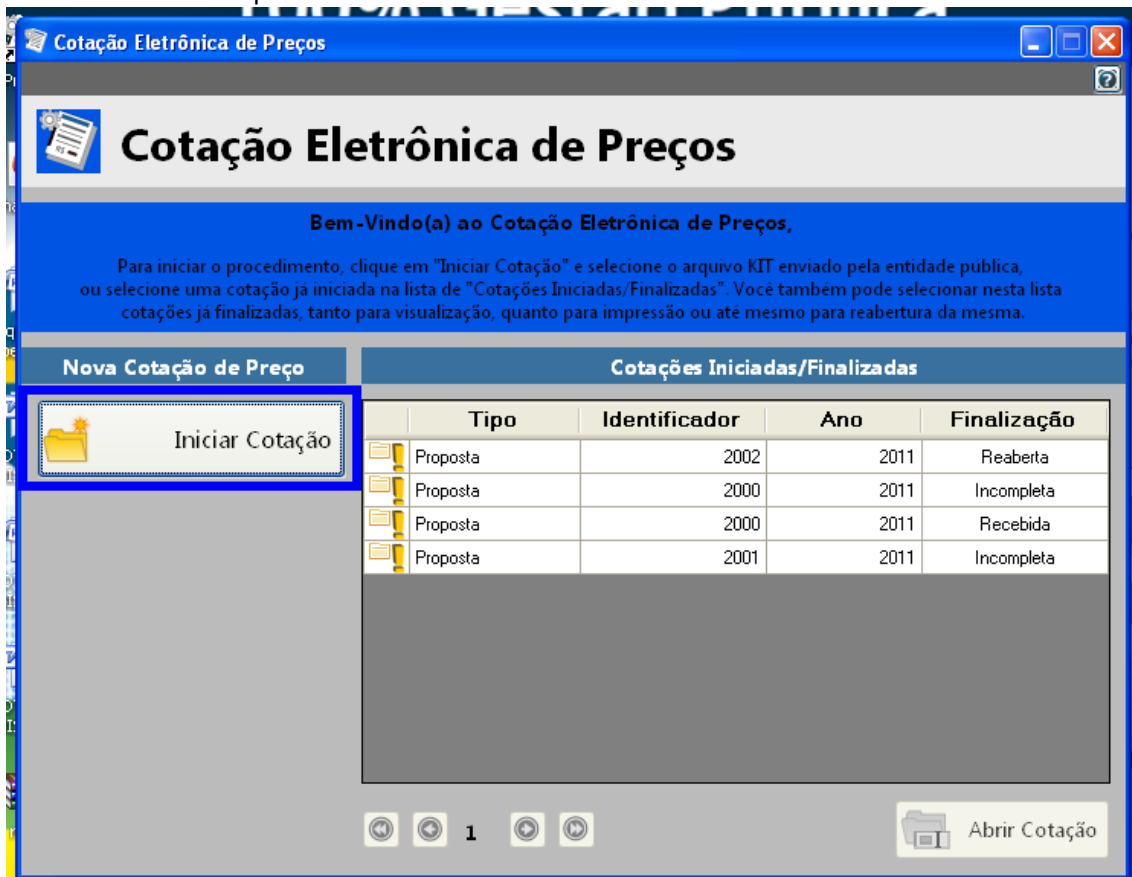 100% Gestão Pública
Cotação Eletrônica de Preços
Cotação Eletrônica de Preços
Bem-Vindo(a) ao Cotação Eletrônica de Preços,
Para iniciar o procedimento, clique em "Iniciar Cotação" e selecione o arquivo KIT enviado pela entidade pública,
ou selecione uma cotação já iniciada na lista de "Cotações Iniciadas/Finalizadas". Você também pode selecionar nesta lista
cotações já finalizadas, tanto para visualização, quanto para impressão ou até mesmo para reabertura da mesma.
Nova Cotação de Preço
Cotações Iniciadas/Finalizadas
Iniciar Cotação
Tipo Identificador Ano Finalização
Proposta 2002 2011 Reaberta
Proposta 2000 2011 Incompleta
Proposta 2000 2011 Recebida
Proposta 2001 2011 Incompleta
1
Abrir Cotação